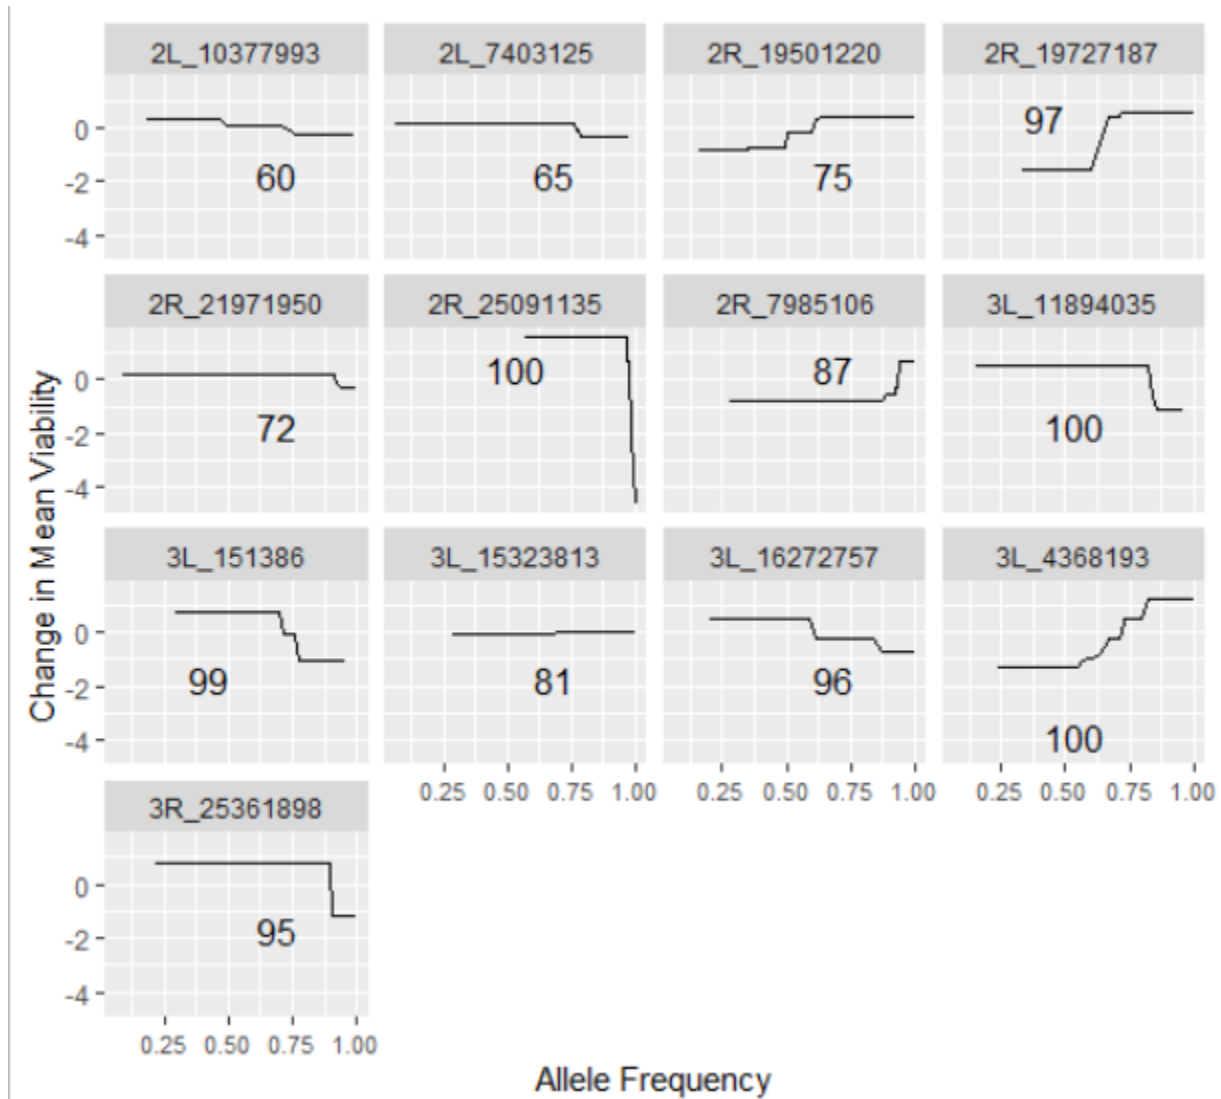 2L_10377993 2L_7403125 2R_19501220 2R_19727187
0 97
-2 60 65 75
-4
2R_21971950 2R_25091135 2R_7985106 3L_11894035
0 100 87
-2 72 100
-4
Change in Mean Viability
3L_151386 3L_15323813 3L_16272757 3L_4368193
0
-2 99 81 96
-4 100
0.25 0.50 0.75 1.00 0.25 0.50 0.75 1.00 0.25 0.50 0.75 1.00
3R_25361898
0
-2 95
-4
0.25 0.50 0.75 1.00
Allele Frequency